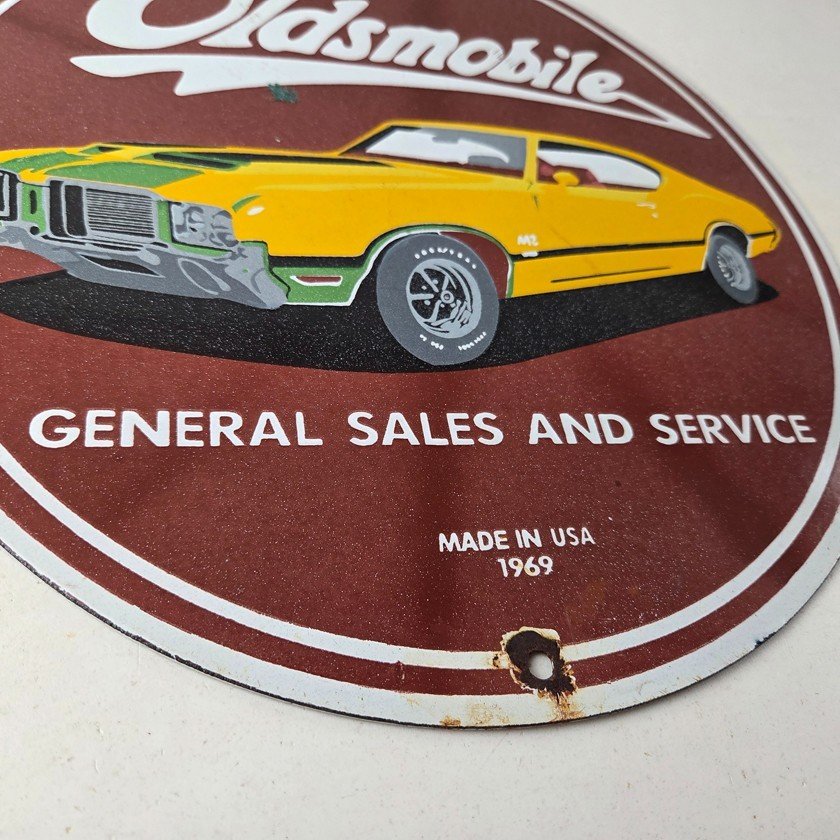 Oldsmobile
GENERAL SALES AND SERVICE
MADE IN USA
1969